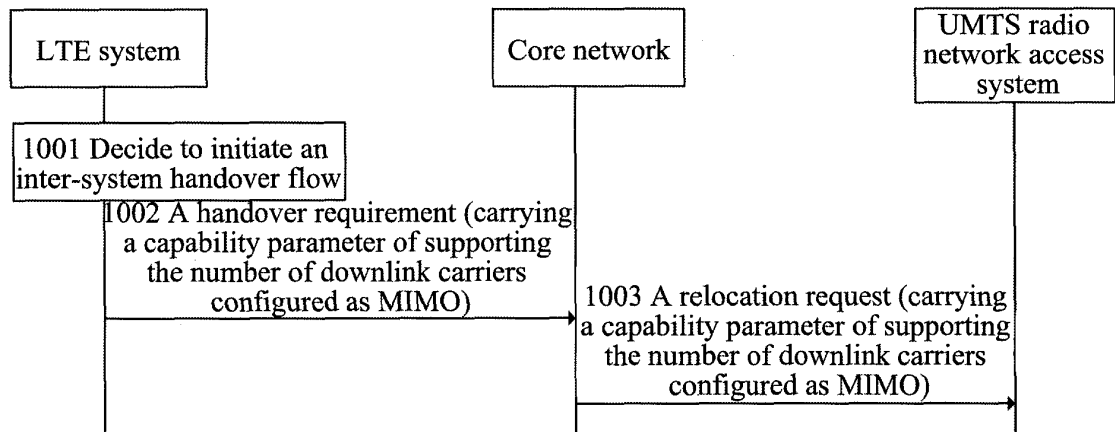 LTE system
Core network
UMTS radio
network access
system
1001 Decide to initiate an
inter-system handover flow
1002 A handover requirement (carrying
a capability parameter of supporting
the number of downlink carriers
configured as MIMO)
1003 A relocation request (carrying
a capability parameter of supporting
the number of downlink carriers
configured as MIMO)